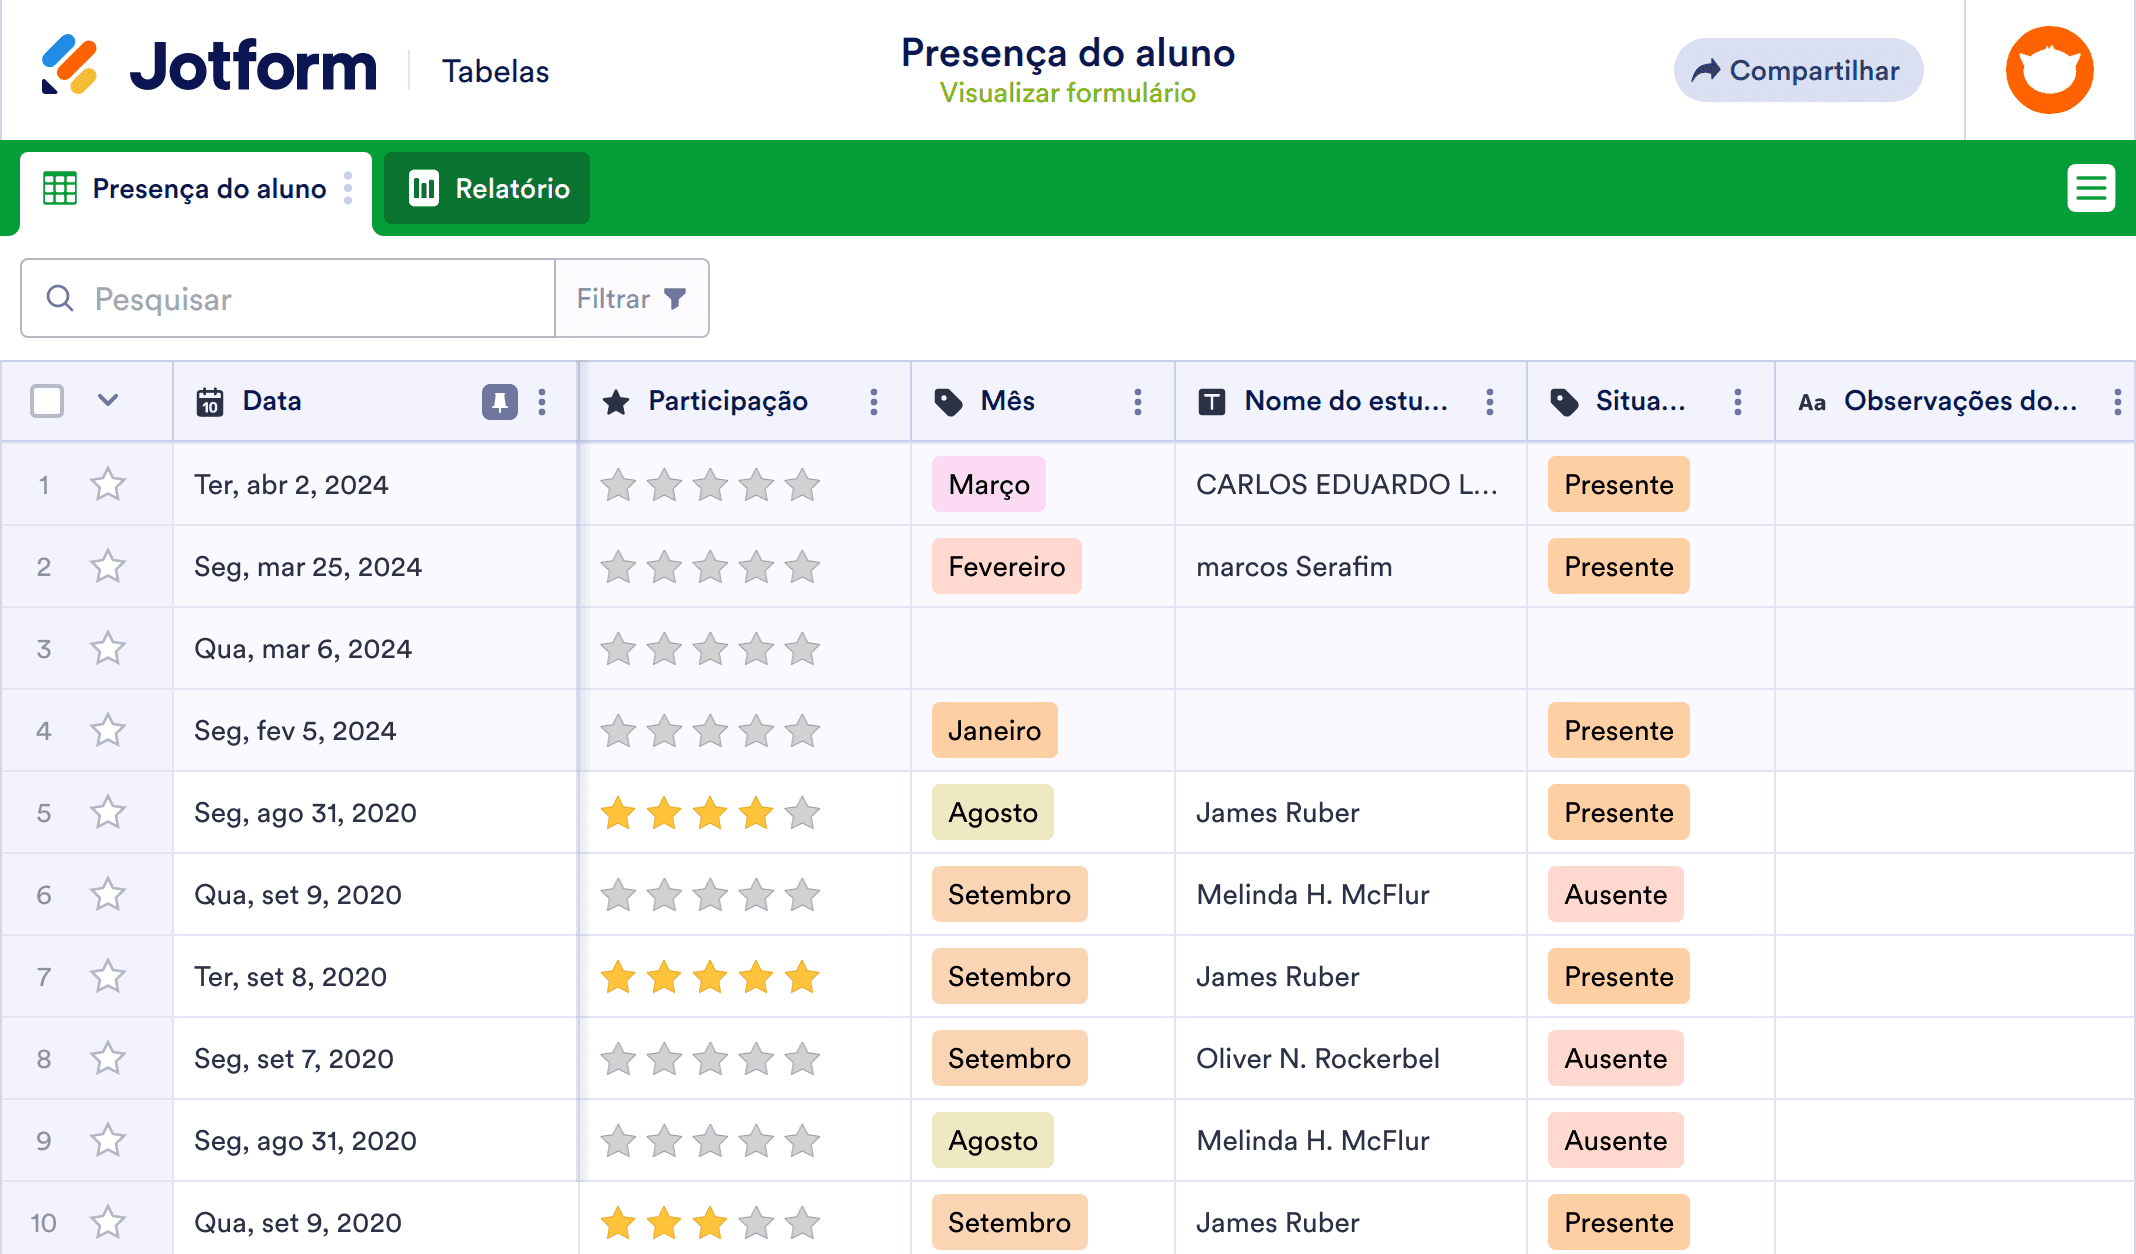 Jotform
Tabelas
Presença do aluno
Visualizar formulário
Compartilhar
Presença do aluno
Relatório
Pesquisar
Filtrar
10 Data Participação Mês T Nome do estu... Situa... Aa Observações do...
1 Ter, abr 2, 2024 Março CARLOS EDUARDO L... Presente
2 Seg, mar 25, 2024 Fevereiro marcos Serafim Presente
3 Qua, mar 6, 2024
4 Seg, fev 5, 2024 Janeiro Presente
5 Seg, ago 31, 2020 Agosto James Ruber Presente
6 Qua, set 9, 2020 Setembro Melinda H. McFlur Ausente
7 Ter, set 8, 2020 Setembro James Ruber Presente
8 Seg, set 7, 2020 Setembro Oliver N. Rockerbel Ausente
9 Seg, ago 31, 2020 Agosto Melinda H. McFlur Ausente
10 Qua, set 9, 2020 Setembro James Ruber Presente